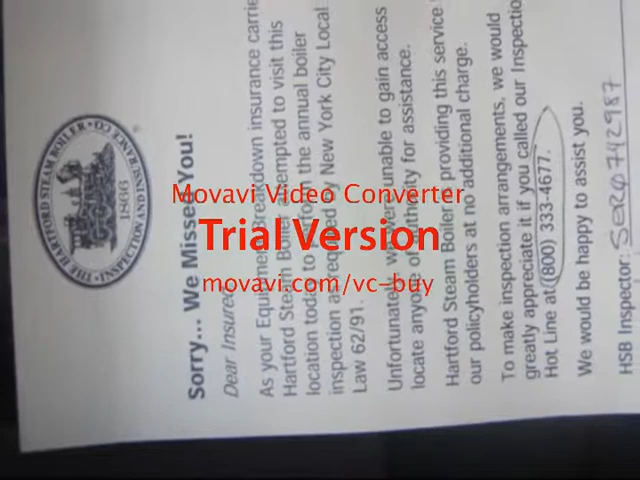 THE HARTFORD STEAM BOILER INSPECTION AND INSURANCE CO.
1866
Sorry... We Missed You!
Dear Insured
As your Equipment Breakdown insurance
Hartford Steam Boiler attempted to visit this
location today to perform the annual boiler
inspection as required by New York City Local
Law 62/91.
Unfortunately, we were unable to gain access
locate anyone of authority for assistance.
Hartford Steam Boiler is providing this service
our policyholders at no additional charge.
To make inspection arrangements, we would
greatly appreciate it if you called our
Hot Line at (800) 333-4677.
We would be happy to assist you.
HSB Inspector:
Movavi Video Converter
Trial Version
movavi.com/vc-buy